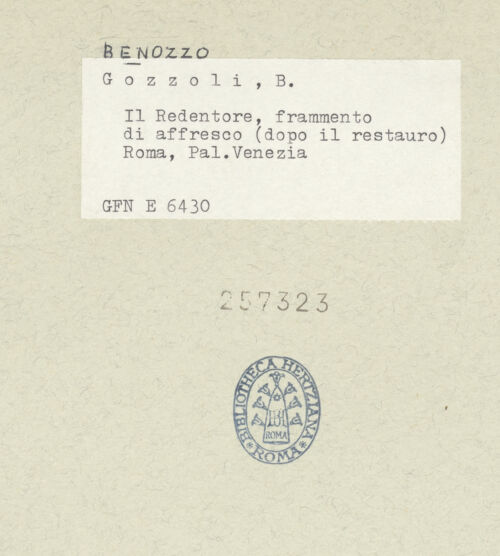 BENOZZO
Gozzoli, B.
Il Redentore, frammento
di affresco (dopo il restauro)
Roma, Pal.Venezia
GFN E 6430
257323
BIBLIOTHECA HERTZIANA
BH
ROMA
* ROMA *